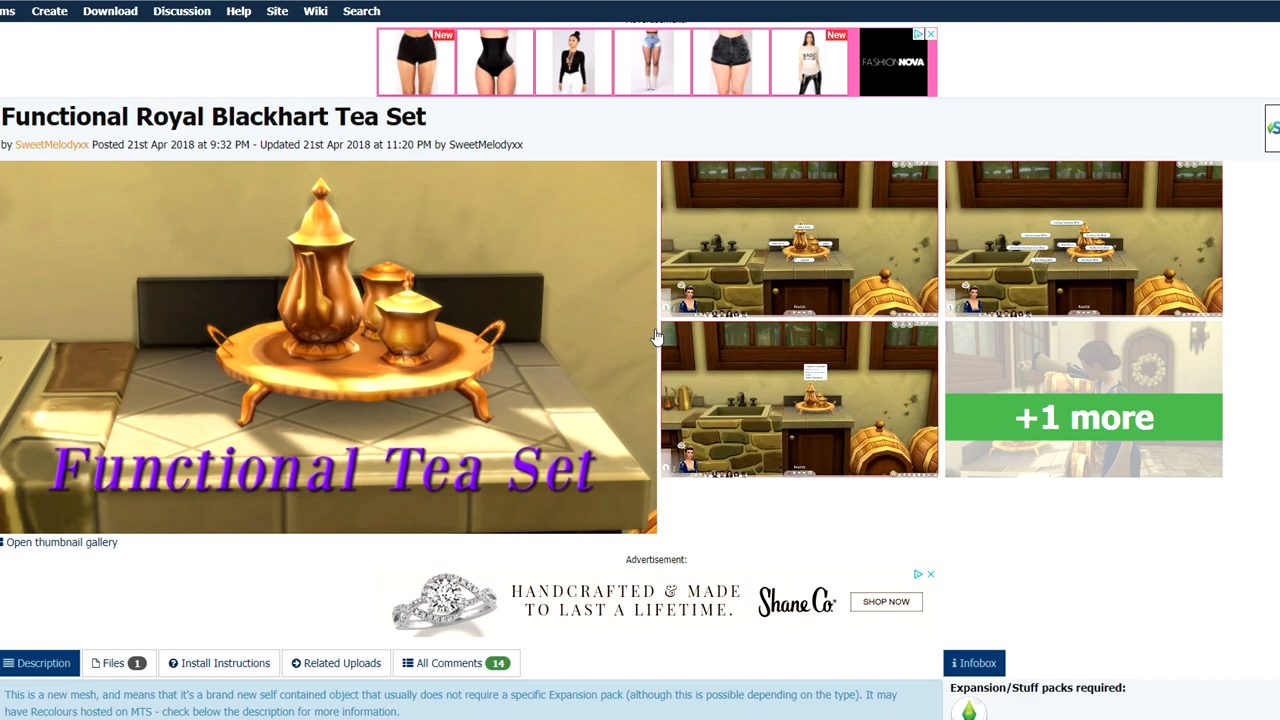 ms Create Download Discussion Help Site Wiki Search
New
New
FASHIONNOVA
Functional Royal Blackhart Tea Set
by SweetMelodyxx Posted 21st Apr 2018 at 9:32 PM - Updated 21st Apr 2018 at 11:20 PM by SweetMelodyxx
Functional Tea Set
+1 more
Open thumbnail gallery
Advertisement:
HANDCRAFTED & MADE
TO LAST A LIFETIME.
Shane Co
SHOP NOW
Description
Files 1
Install Instructions
Related Uploads
All Comments 14
Infobox
This is a new mesh, and means that it's a brand new self contained object that usually does not require a specific Expansion pack (although this is possible depending on the type). It may
have Recolours hosted on MTS - check below the description for more information.
Expansion/Stuff packs required: